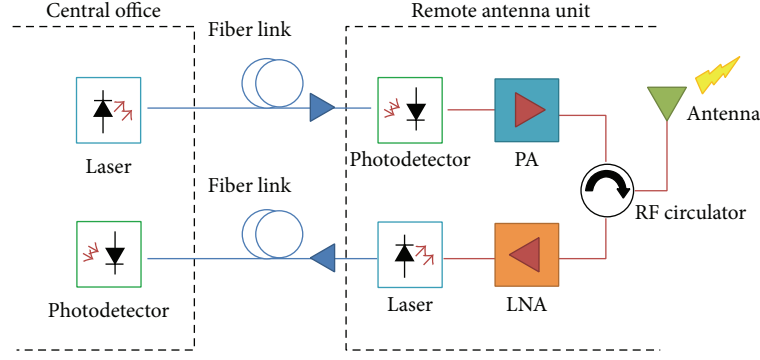 Central office
Remote antenna unit
Fiber link
Laser
Photodetector
PA
Antenna
Fiber link
RF circulator
Photodetector
Laser
LNA